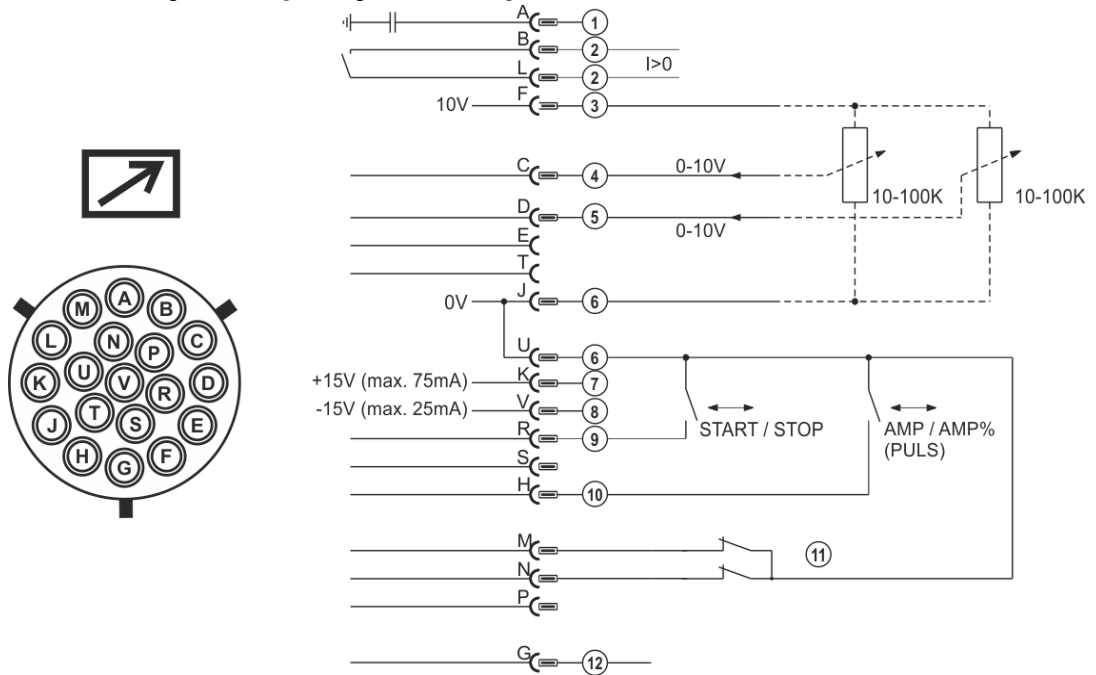 A 1
B 2
L 2 I>0
10V F 3
C 4 0-10V 10-100K 10-100K
D 5 0-10V
E
T
0V J 6
U 6
+15V (max. 75mA) K 7
-15V (max. 25mA) V 8
R 9 START / STOP AMP / AMP%
(PULS)
S
H 10
M 11
N
P
G 12
A
M B
L N P C
K U V R D
J T S E
H G F